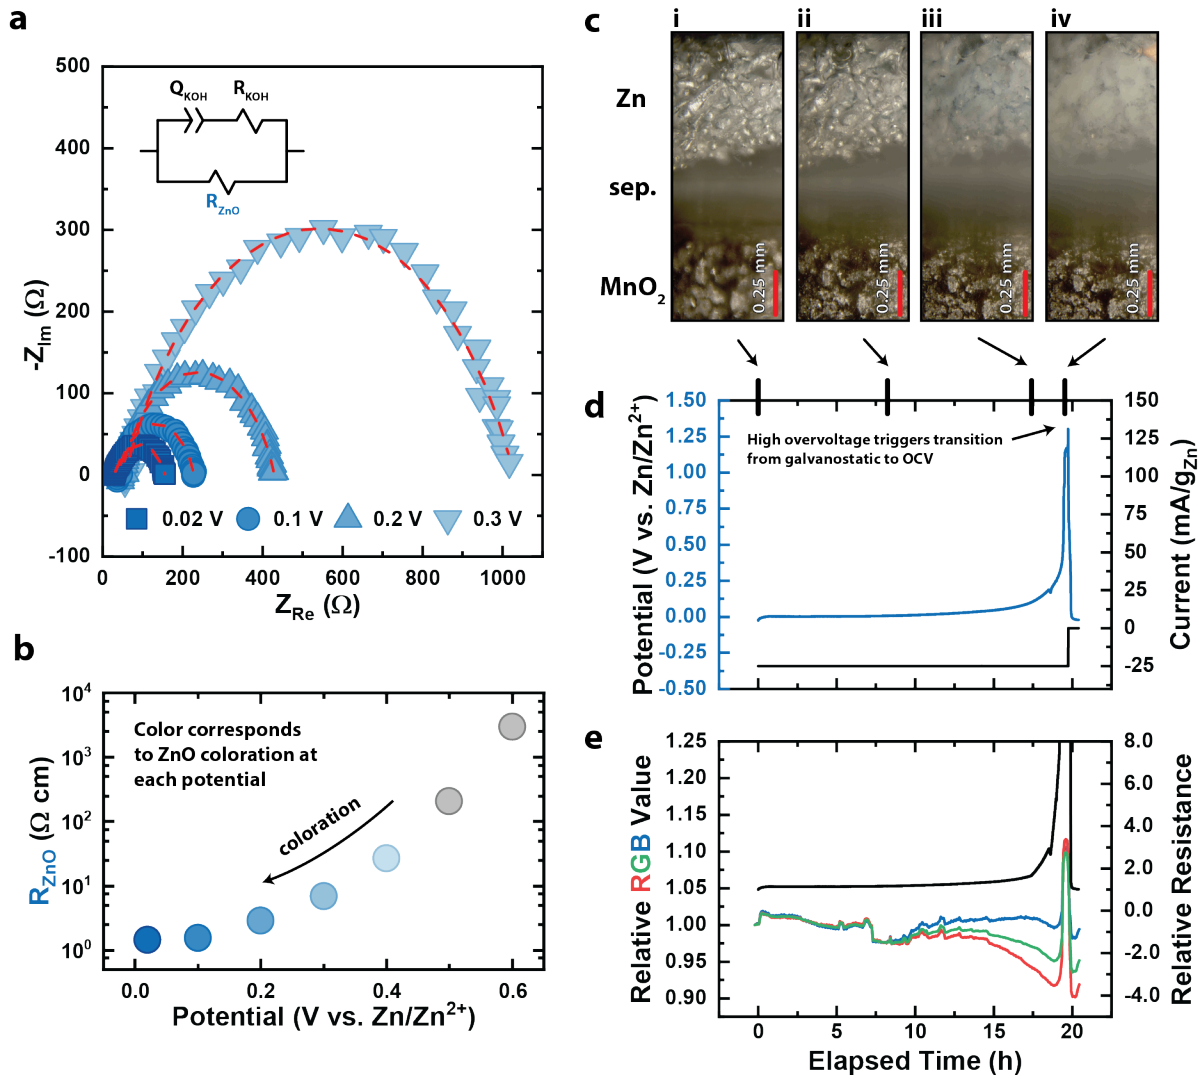 a
500
400
300
200
100
0
-100
-Z_Im (Ω)
Q_KOH
R_KOH
R_ZnO
0.02 V
0.1 V
0.2 V
0.3 V
0
200
400
600
800
1000
Z_Re (Ω)
b
10^4
10^3
10^2
10^1
10^0
R_ZnO (Ω cm)
Color corresponds
to ZnO coloration at
each potential
coloration
0.0
0.2
0.4
0.6
Potential (V vs. Zn/Zn^2+)
c
i
ii
iii
iv
Zn
sep.
MnO_2
0.25 mm
0.25 mm
0.25 mm
0.25 mm
d
1.50
1.25
1.00
0.75
0.50
0.25
0.00
-0.25
-0.50
Potential (V vs. Zn/Zn^2+)
High overvoltage triggers transition
from galvanostatic to OCV
150
125
100
75
50
25
0
-25
Current (mA/g_Zn)
e
1.25
1.20
1.15
1.10
1.05
1.00
0.95
0.90
Relative RGB Value
8.0
6.0
4.0
2.0
0.0
-2.0
-4.0
Relative Resistance
0
5
10
15
20
Elapsed Time (h)